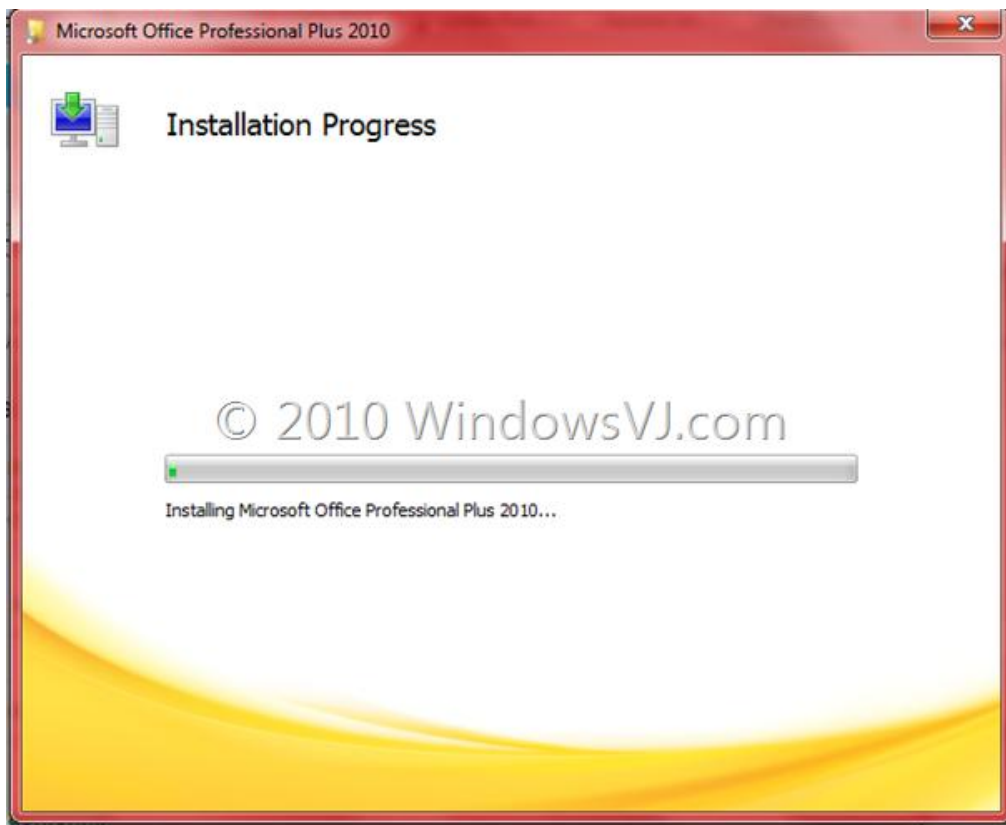 Microsoft Office Professional Plus 2010
Installation Progress
© 2010 WindowsVJ.com
Installing Microsoft Office Professional Plus 2010...